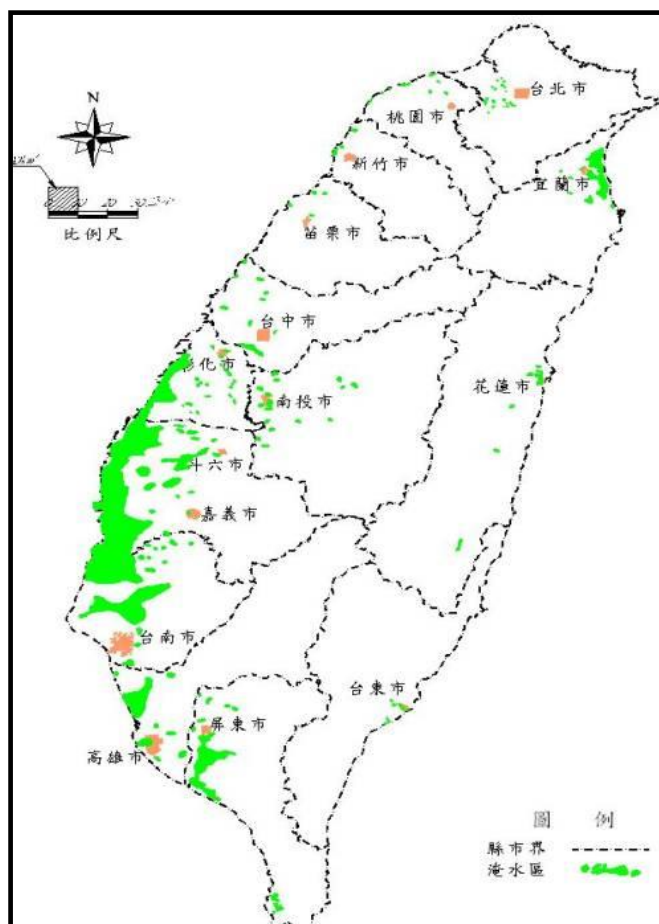 N
台北市
桃園市
新竹市
宜蘭市
比例尺
苗栗市
台中市
彰化市
南投市
花蓮市
斗六市
嘉義市
台南市
台東市
屏東市
高雄市
圖 例
縣市界
淹水區